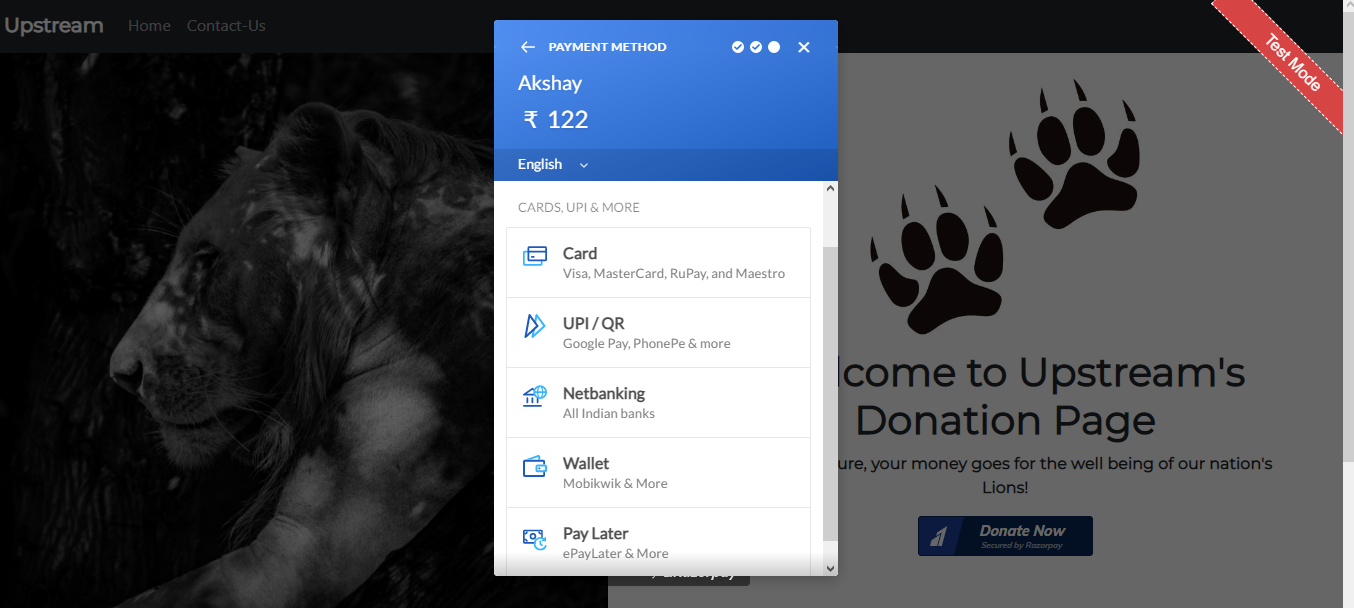 Upstream Home Contact-Us
PAYMENT METHOD
Akshay
₹ 122
English
CARDS, UPI & MORE
Card
Visa, MasterCard, RuPay, and Maestro
UPI / QR
Google Pay, PhonePe & more
Netbanking
All Indian banks
Wallet
Mobikwik & More
Pay Later
ePayLater & More
Test Mode
lcome to Upstream's
Donation Page
ure, your money goes for the well being of our nation's
Lions!
Donate Now
Secured by Razorpay